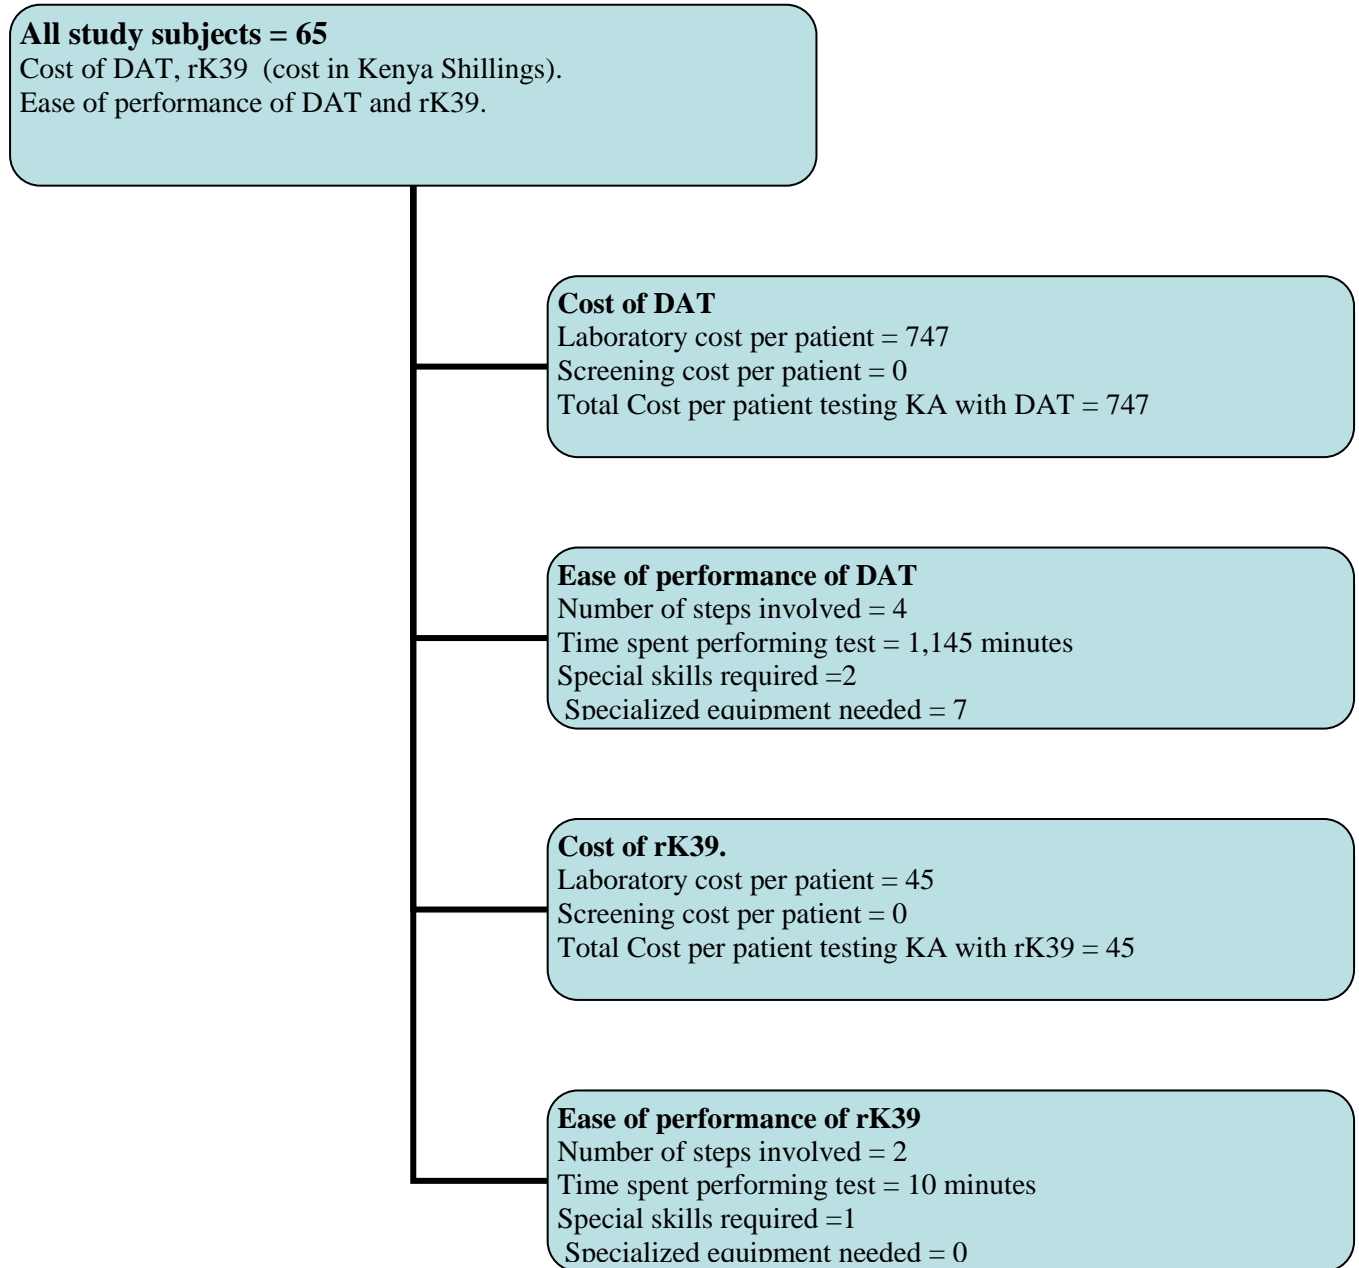 All study subjects = 65
Cost of DAT, rK39 (cost in Kenya Shillings).
Ease of performance of DAT and rK39.
Cost of DAT
Laboratory cost per patient = 747
Screening cost per patient = 0
Total Cost per patient testing KA with DAT = 747
Ease of performance of DAT
Number of steps involved = 4
Time spent performing test = 1,145 minutes
Special skills required =2
Specialized equipment needed = 7
Cost of rK39.
Laboratory cost per patient = 45
Screening cost per patient = 0
Total Cost per patient testing KA with rK39 = 45
Ease of performance of rK39
Number of steps involved = 2
Time spent performing test = 10 minutes
Special skills required =1
Specialized equipment needed = 0